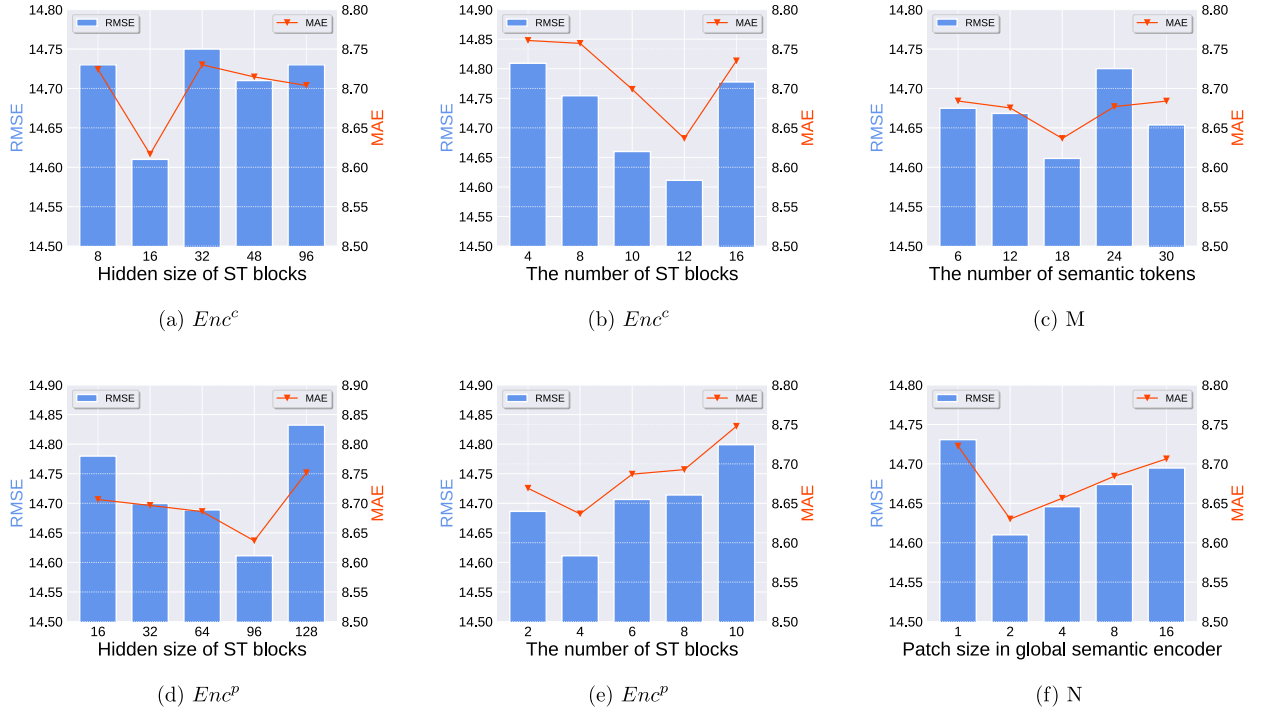 14.80 8.80
RMSE MAE
14.75 8.75
14.70 8.70
14.65 8.65
14.60 8.60
14.55 8.55
14.50 8.50
RMSE MAE
8 16 32 48 96
Hidden size of ST blocks
(a) Enc^c
14.90 8.80
RMSE MAE
14.85 8.75
14.80
14.75 8.70
14.70 8.65
14.65 8.60
14.60
14.55 8.55
14.50 8.50
RMSE MAE
4 8 10 12 16
The number of ST blocks
(b) Enc^c
14.80 8.80
RMSE MAE
14.75 8.75
14.70 8.70
14.65 8.65
14.60 8.60
14.55 8.55
14.50 8.50
RMSE MAE
6 12 18 24 30
The number of semantic tokens
(c) M
14.90 8.90
RMSE MAE
14.85 8.85
14.80 8.80
14.75 8.75
14.70 8.70
14.65 8.65
14.60 8.60
14.55 8.55
14.50 8.50
RMSE MAE
16 32 64 96 128
Hidden size of ST blocks
(d) Enc^p
14.90 8.80
RMSE MAE
14.85 8.75
14.80
14.75 8.70
14.70 8.65
14.65 8.60
14.60
14.55 8.55
14.50 8.50
RMSE MAE
2 4 6 8 10
The number of ST blocks
(e) Enc^p
14.80 8.80
RMSE MAE
14.75 8.75
14.70 8.70
14.65 8.65
14.60 8.60
14.55 8.55
14.50 8.50
RMSE MAE
1 2 4 8 16
Patch size in global semantic encoder
(f) N